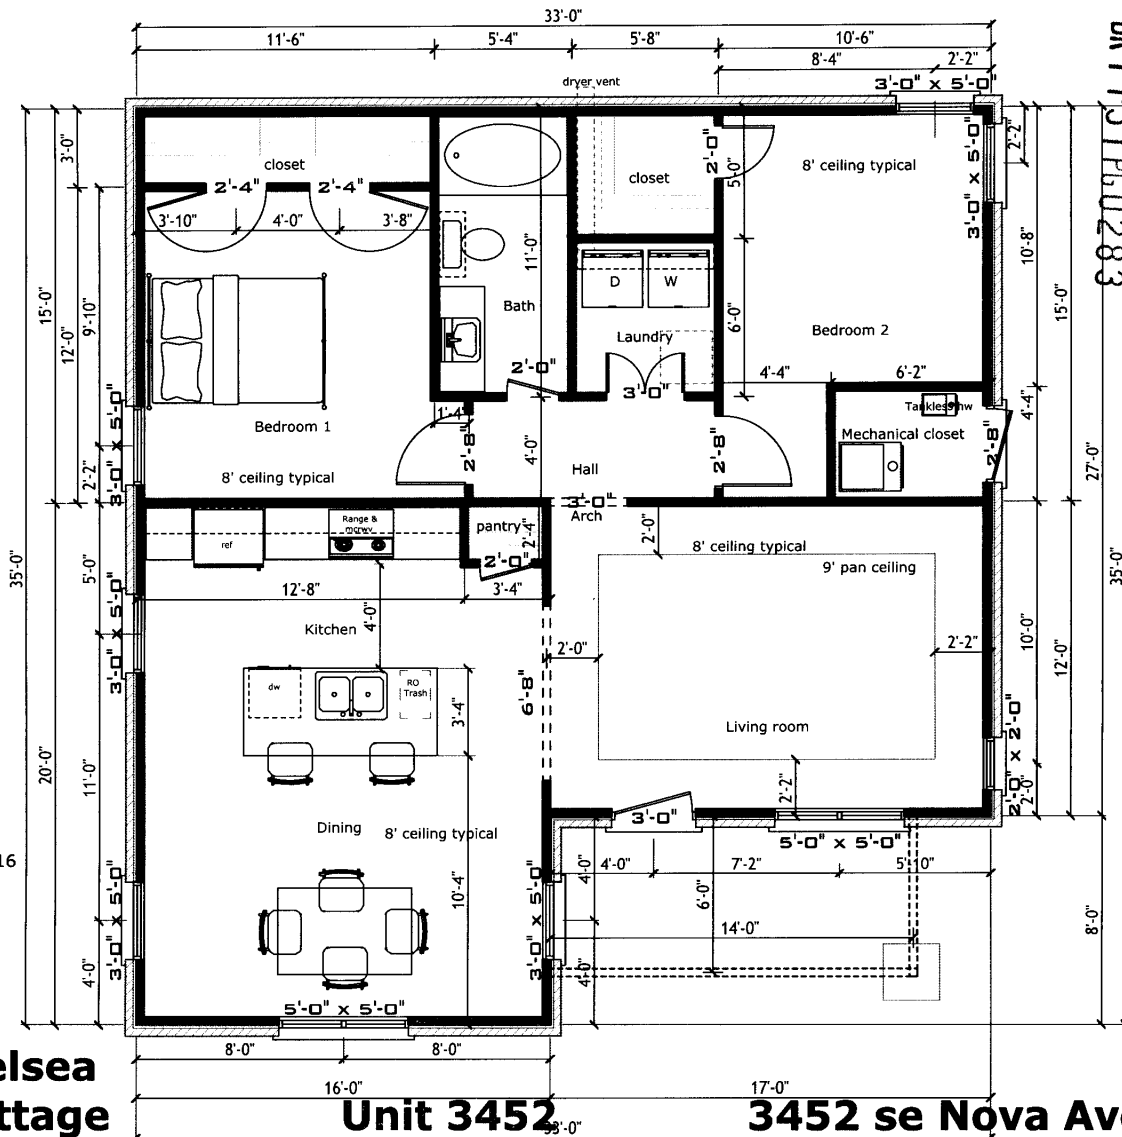 33'-0"
11'-6"
5'-4"
5'-8"
10'-6"
8'-4"
2'-2"
dryer vent
3'-0" x 5'-0"
3'-0"
closet
2'-4"
2'-4"
3'-10"
4'-0"
3'-8"
closet
2'-0"
5'-0"
8' ceiling typical
3'-0" x 5'-0"
2'-2"
10'-8"
15'-0"
12'-0"
9'-10"
11'-0"
D
W
6'-0"
Bath
Laundry
Bedroom 2
15'-0"
2'-0"
3'-0"
4'-4"
6'-2"
3'-0" x 5'-0"
1'-4"
Bedroom 1
2'-8"
4'-0"
2'-8"
Tankless hw
Mechanical closet
2'-8"
4'-4"
27'-0"
2'-2"
8' ceiling typical
Hall
3'-0"
Arch
Range &
mcrwv
ref
pantry
2'-4"
2'-0"
2'-0"
8' ceiling typical
9' pan ceiling
35'-0"
5'-0"
12'-8"
3'-4"
35'-0"
3'-0" x 5'-0"
Kitchen
4'-0"
2'-0"
2'-2"
10'-0"
12'-0"
dw
RO
Trash
3'-4"
6'-8"
Living room
20'-0"
11'-0"
2'-2"
2'-0" x 2'-0"
2'-0"
Dining
8' ceiling typical
3'-0"
5'-0" x 5'-0"
16
4'-0"
4'-0"
7'-2"
5'-10"
3'-0" x 5'-0"
10'-4"
3'-0" x 5'-0"
6'-0"
14'-0"
8'-0"
4'-0"
4'-0"
5'-0" x 5'-0"
8'-0"
8'-0"
elsea
16'-0"
17'-0"
ttage
Unit 3452
3452 se Nova Ave
33'-0"